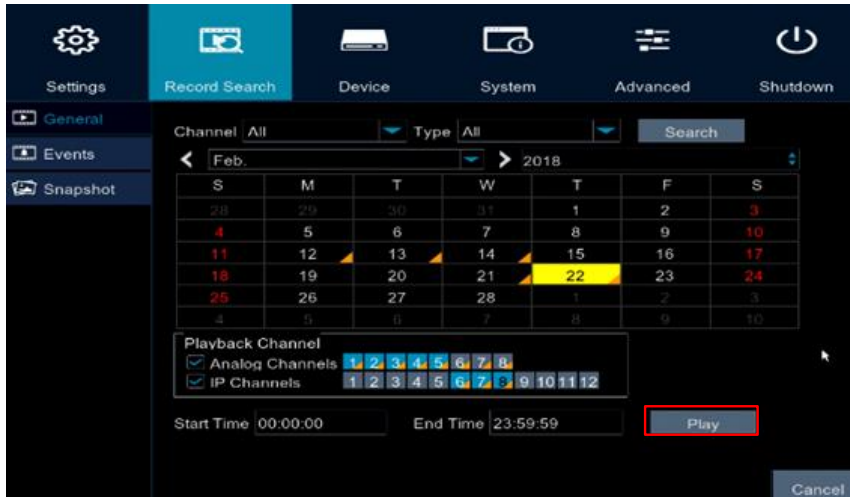 Settings Record Search Device System Advanced Shutdown
General
Events
Snapshot
Channel All Type All Search
Feb. 2018
S M T W T F S
28 29 30 31 1 2 3
4 5 6 7 8 9 10
11 12 13 14 15 16 17
18 19 20 21 22 23 24
25 26 27 28 1 2 3
4 5 6 7 8 9 10
Playback Channel
Analog Channels 1 2 3 4 5 6 7 8
IP Channels 1 2 3 4 5 6 7 8 9 10 11 12
Start Time 00:00:00 End Time 23:59:59 Play
Cancel